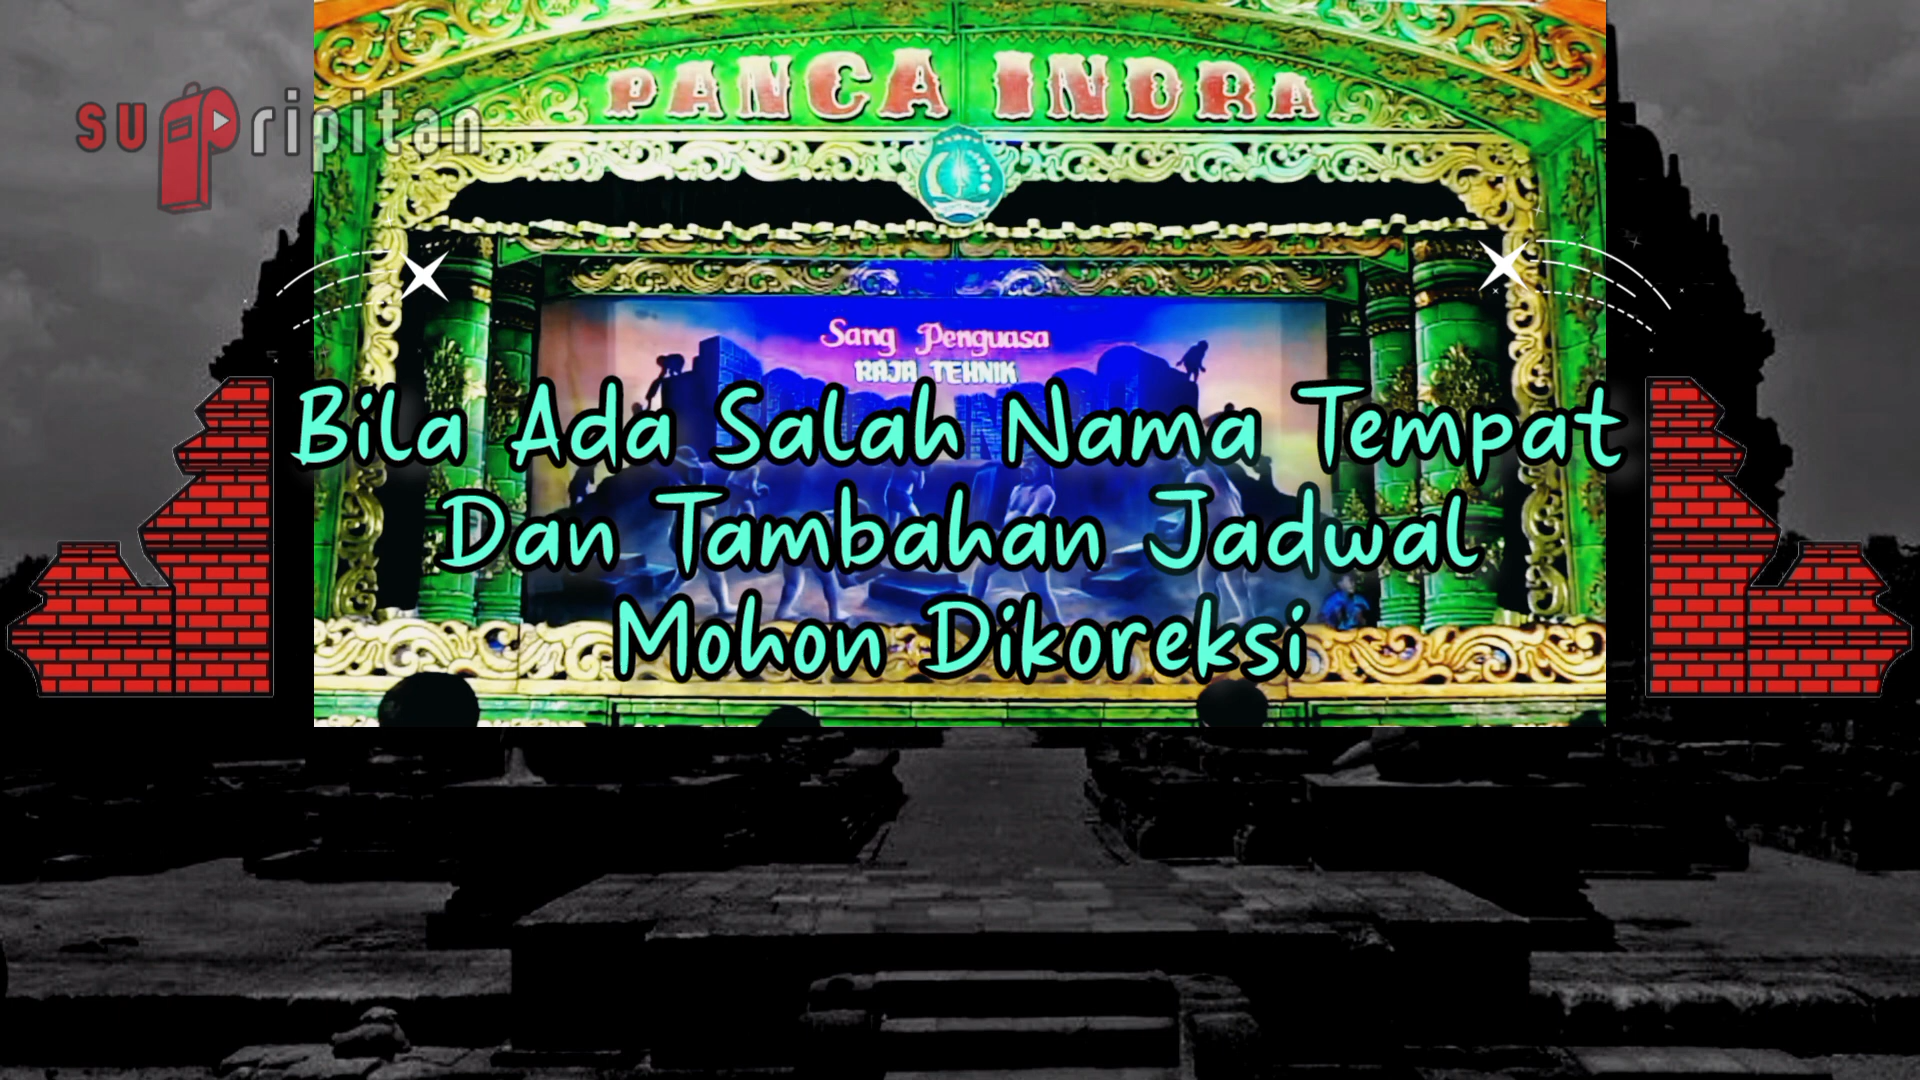 PANCA INDRA
supripitan
Sang Penguasa
RAJA TEHNIK
Bila Ada Salah Nama Tempat
Dan Tambahan Jadwal
Mohon Dikoreksi